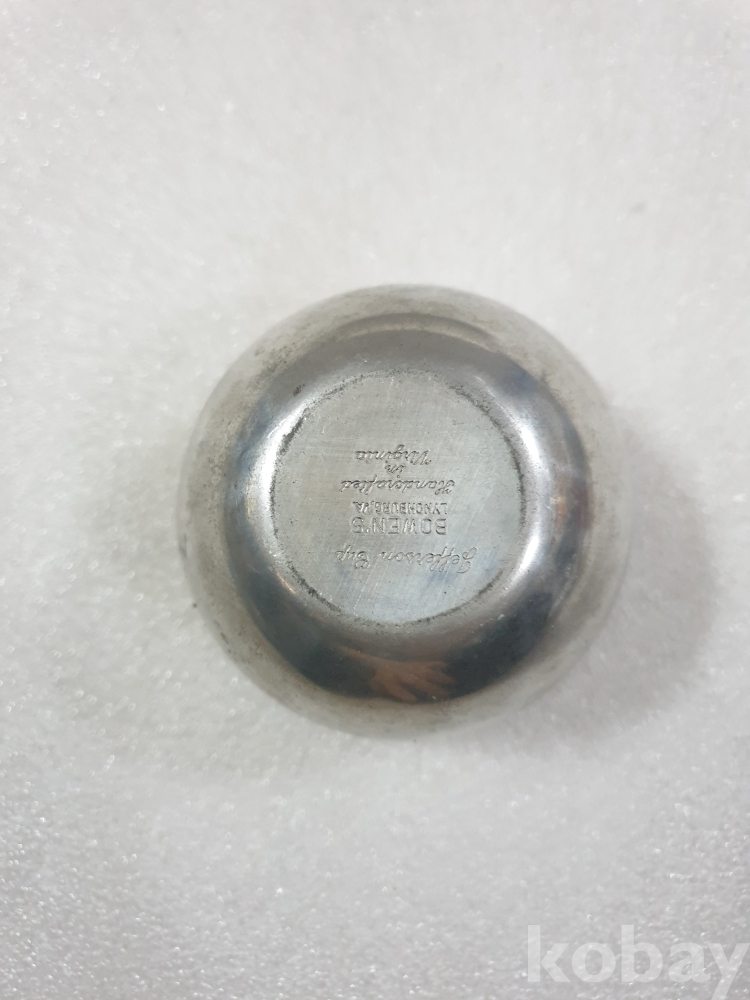 Jefferson Cup
BOWEN'S
LYNCHBURG, VA.
Handcrafted
in
Virginia
kobay